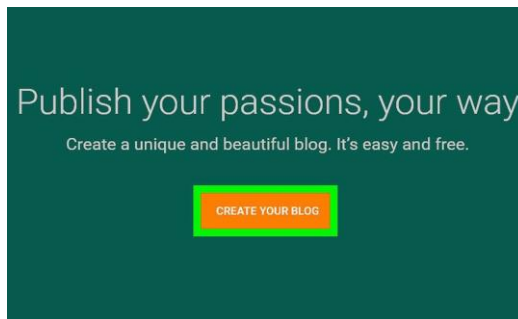 Publish your passions, your way
Create a unique and beautiful blog. It's easy and free.
CREATE YOUR BLOG